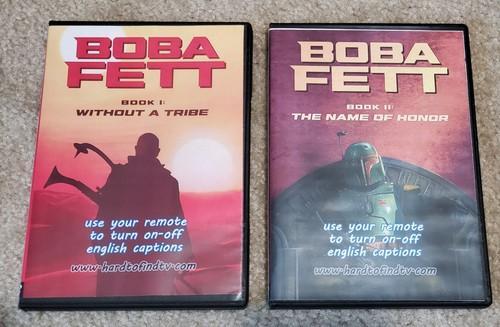 BOBA
FETT
BOOK I:
WITHOUT A TRIBE
use your remote
to turn on-off
english captions
www.hardtofindtv.com
BOBA
FETT
BOOK II:
THE NAME OF HONOR
use your remote
to turn on-off
english captions
www.hardtofindtv.com